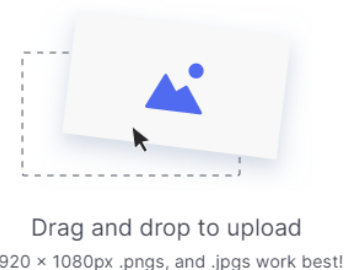 Drag and drop to upload
920 × 1080px .pngs, and .jpgs work best!